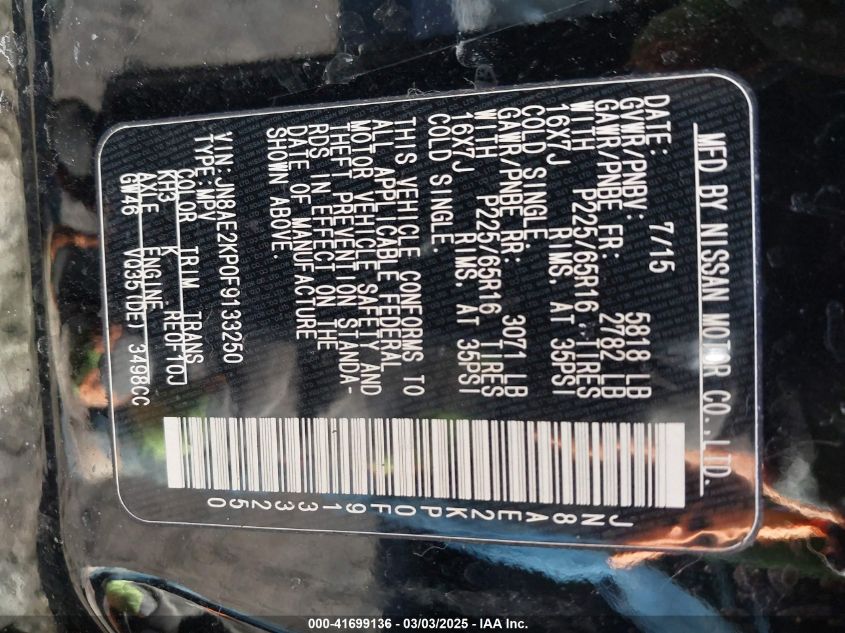 MFD BY NISSAN MOTOR CO., LTD.
DATE: 7/15
GVWR/PNBV: 5818 LB
GAWR/PNBE FR: 2782 LB
WITH P225/65R16 TIRES
16X7J RIMS. AT 35PSI
COLD SINGLE.
GAWR/PNBE RR: 3071 LB
WITH P225/65R16 TIRES
16X7J RIMS. AT 35PSI
COLD SINGLE.
THIS VEHICLE CONFORMS TO
ALL APPLICABLE FEDERAL
MOTOR VEHICLE SAFETY AND
THEFT PREVENTION STANDA-
RDS IN EFFECT ON THE
DATE OF MANUFACTURE
SHOWN ABOVE.
VIN:JN8AE2KP0F9133250
TYPE:MPV
COLOR TRIM TRANS
KH3 K RE0F10J
AXLE ENGINE
GW46 VQ35(DE) 3498CC
JN8AE2KP0F9133250
000-41699136 - 03/03/2025 - IAA Inc.